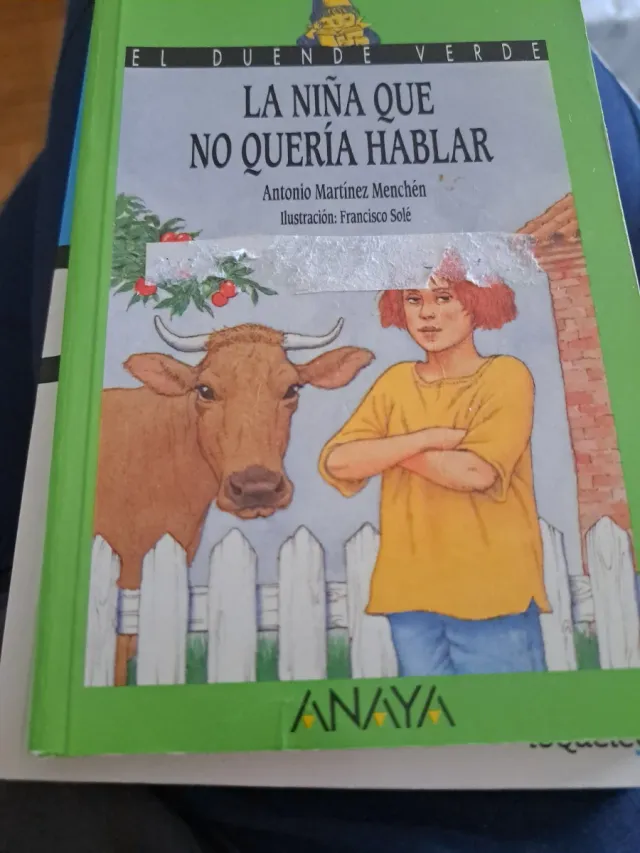 EL DUENDE VERDE
LA NIÑA QUE
NO QUERÍA HABLAR
Antonio Martínez Menchén
Ilustración: Francisco Solé
ANAYA